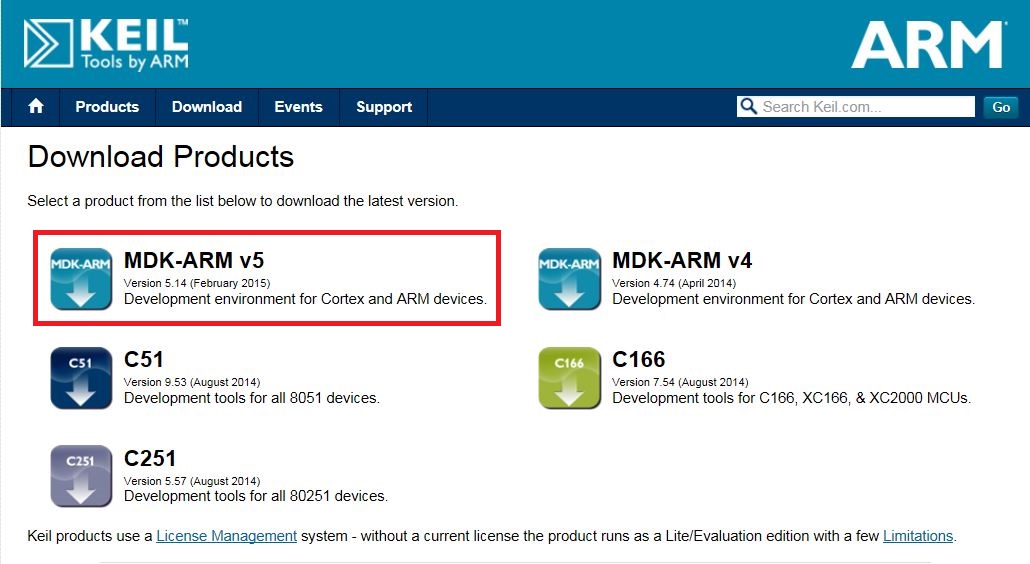 KEIL™
Tools by ARM
ARM®
Products Download Events Support Search Keil.com... Go
Download Products
Select a product from the list below to download the latest version.
MDK-ARM
MDK-ARM v5
Version 5.14 (February 2015)
Development environment for Cortex and ARM devices.
MDK-ARM
MDK-ARM v4
Version 4.74 (April 2014)
Development environment for Cortex and ARM devices.
C51
C51
Version 9.53 (August 2014)
Development tools for all 8051 devices.
C166
C166
Version 7.54 (August 2014)
Development tools for C166, XC166, & XC2000 MCUs.
C251
C251
Version 5.57 (August 2014)
Development tools for all 80251 devices.
Keil products use a License Management system - without a current license the product runs as a Lite/Evaluation edition with a few Limitations.